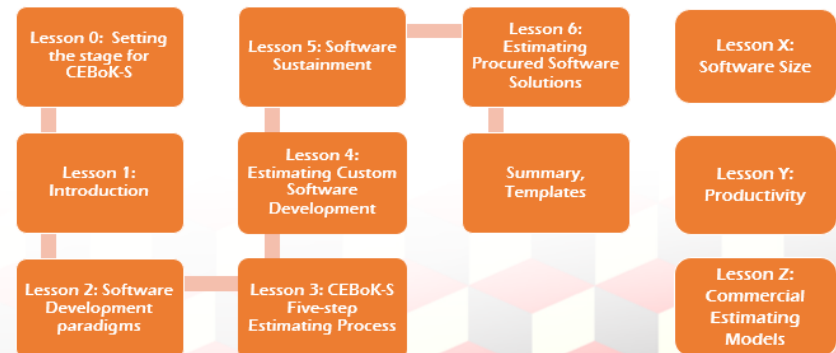 Lesson 0: Setting
the stage for
CEBoK-S
Lesson 1:
Introduction
Lesson 2: Software
Development
paradigms
Lesson 3: CEBoK-S
Five-step
Estimating Process
Lesson 4:
Estimating Custom
Software
Development
Lesson 5: Software
Sustainment
Lesson 6:
Estimating
Procured Software
Solutions
Summary,
Templates
Lesson X:
Software Size
Lesson Y:
Productivity
Lesson Z:
Commercial
Estimating
Models